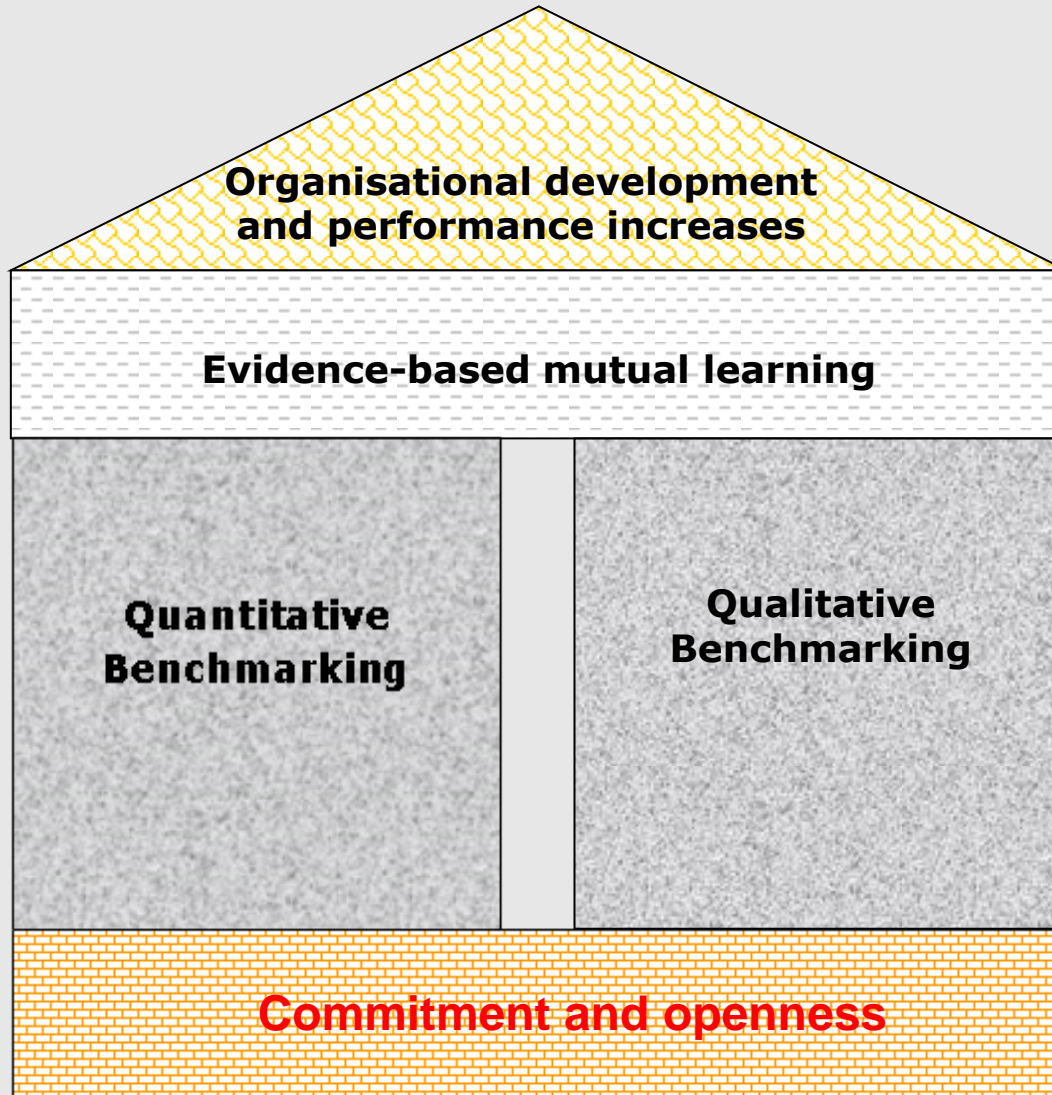 Organisational development
and performance increases
Evidence-based mutual learning
Quantitative
Benchmarking
Qualitative
Benchmarking
Commitment and openness